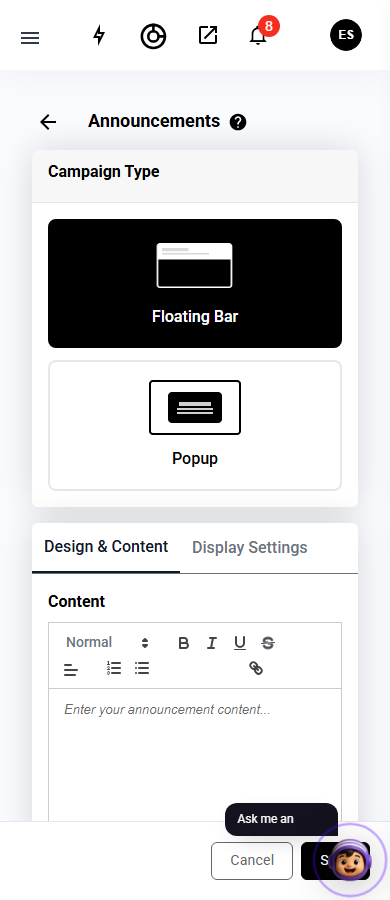 8
ES
Announcements ?
Campaign Type
Floating Bar
Popup
Design & Content
Display Settings
Content
Normal
B I U S
Enter your announcement content...
Ask me an
Cancel